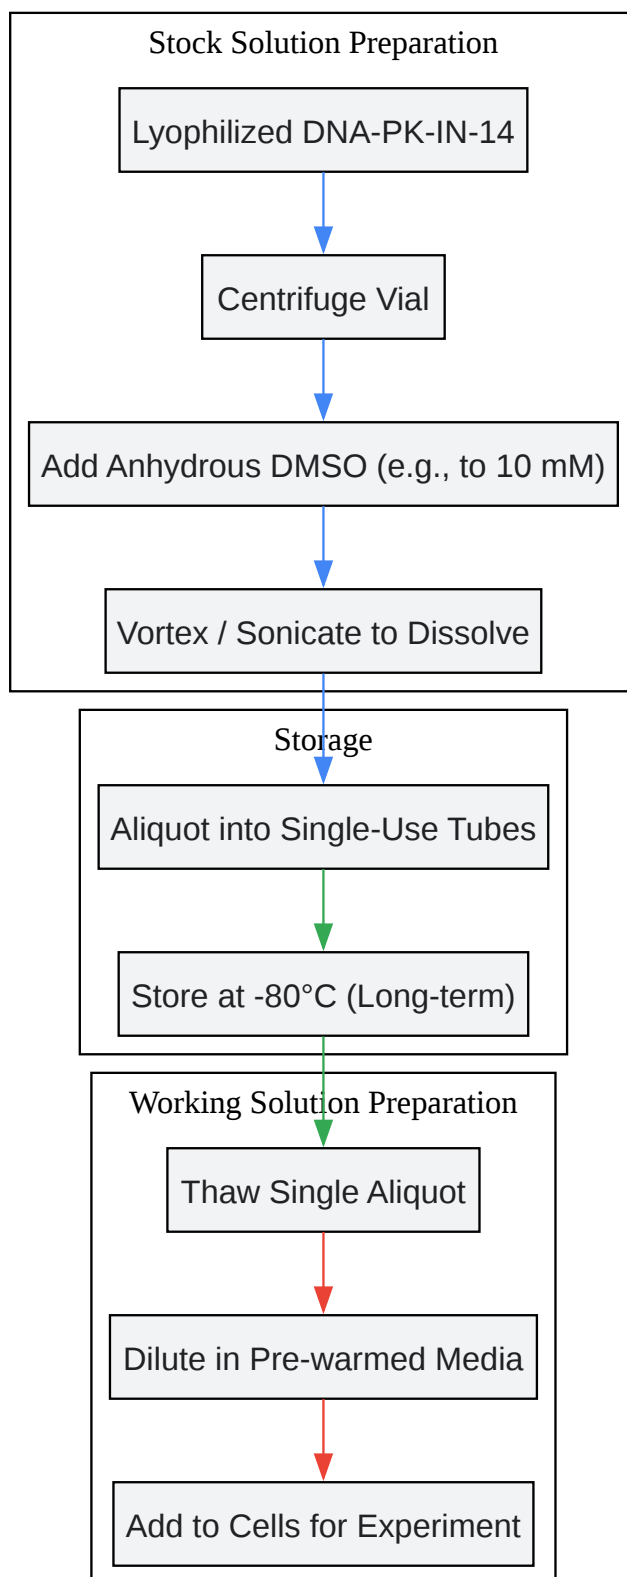 Stock Solution Preparation
Lyophilized DNA-PK-IN-14
Centrifuge Vial
Add Anhydrous DMSO (e.g., to 10 mM)
Vortex / Sonicate to Dissolve
Storage
Aliquot into Single-Use Tubes
Store at -80°C (Long-term)
Working Solution Preparation
Thaw Single Aliquot
Dilute in Pre-warmed Media
Add to Cells for Experiment